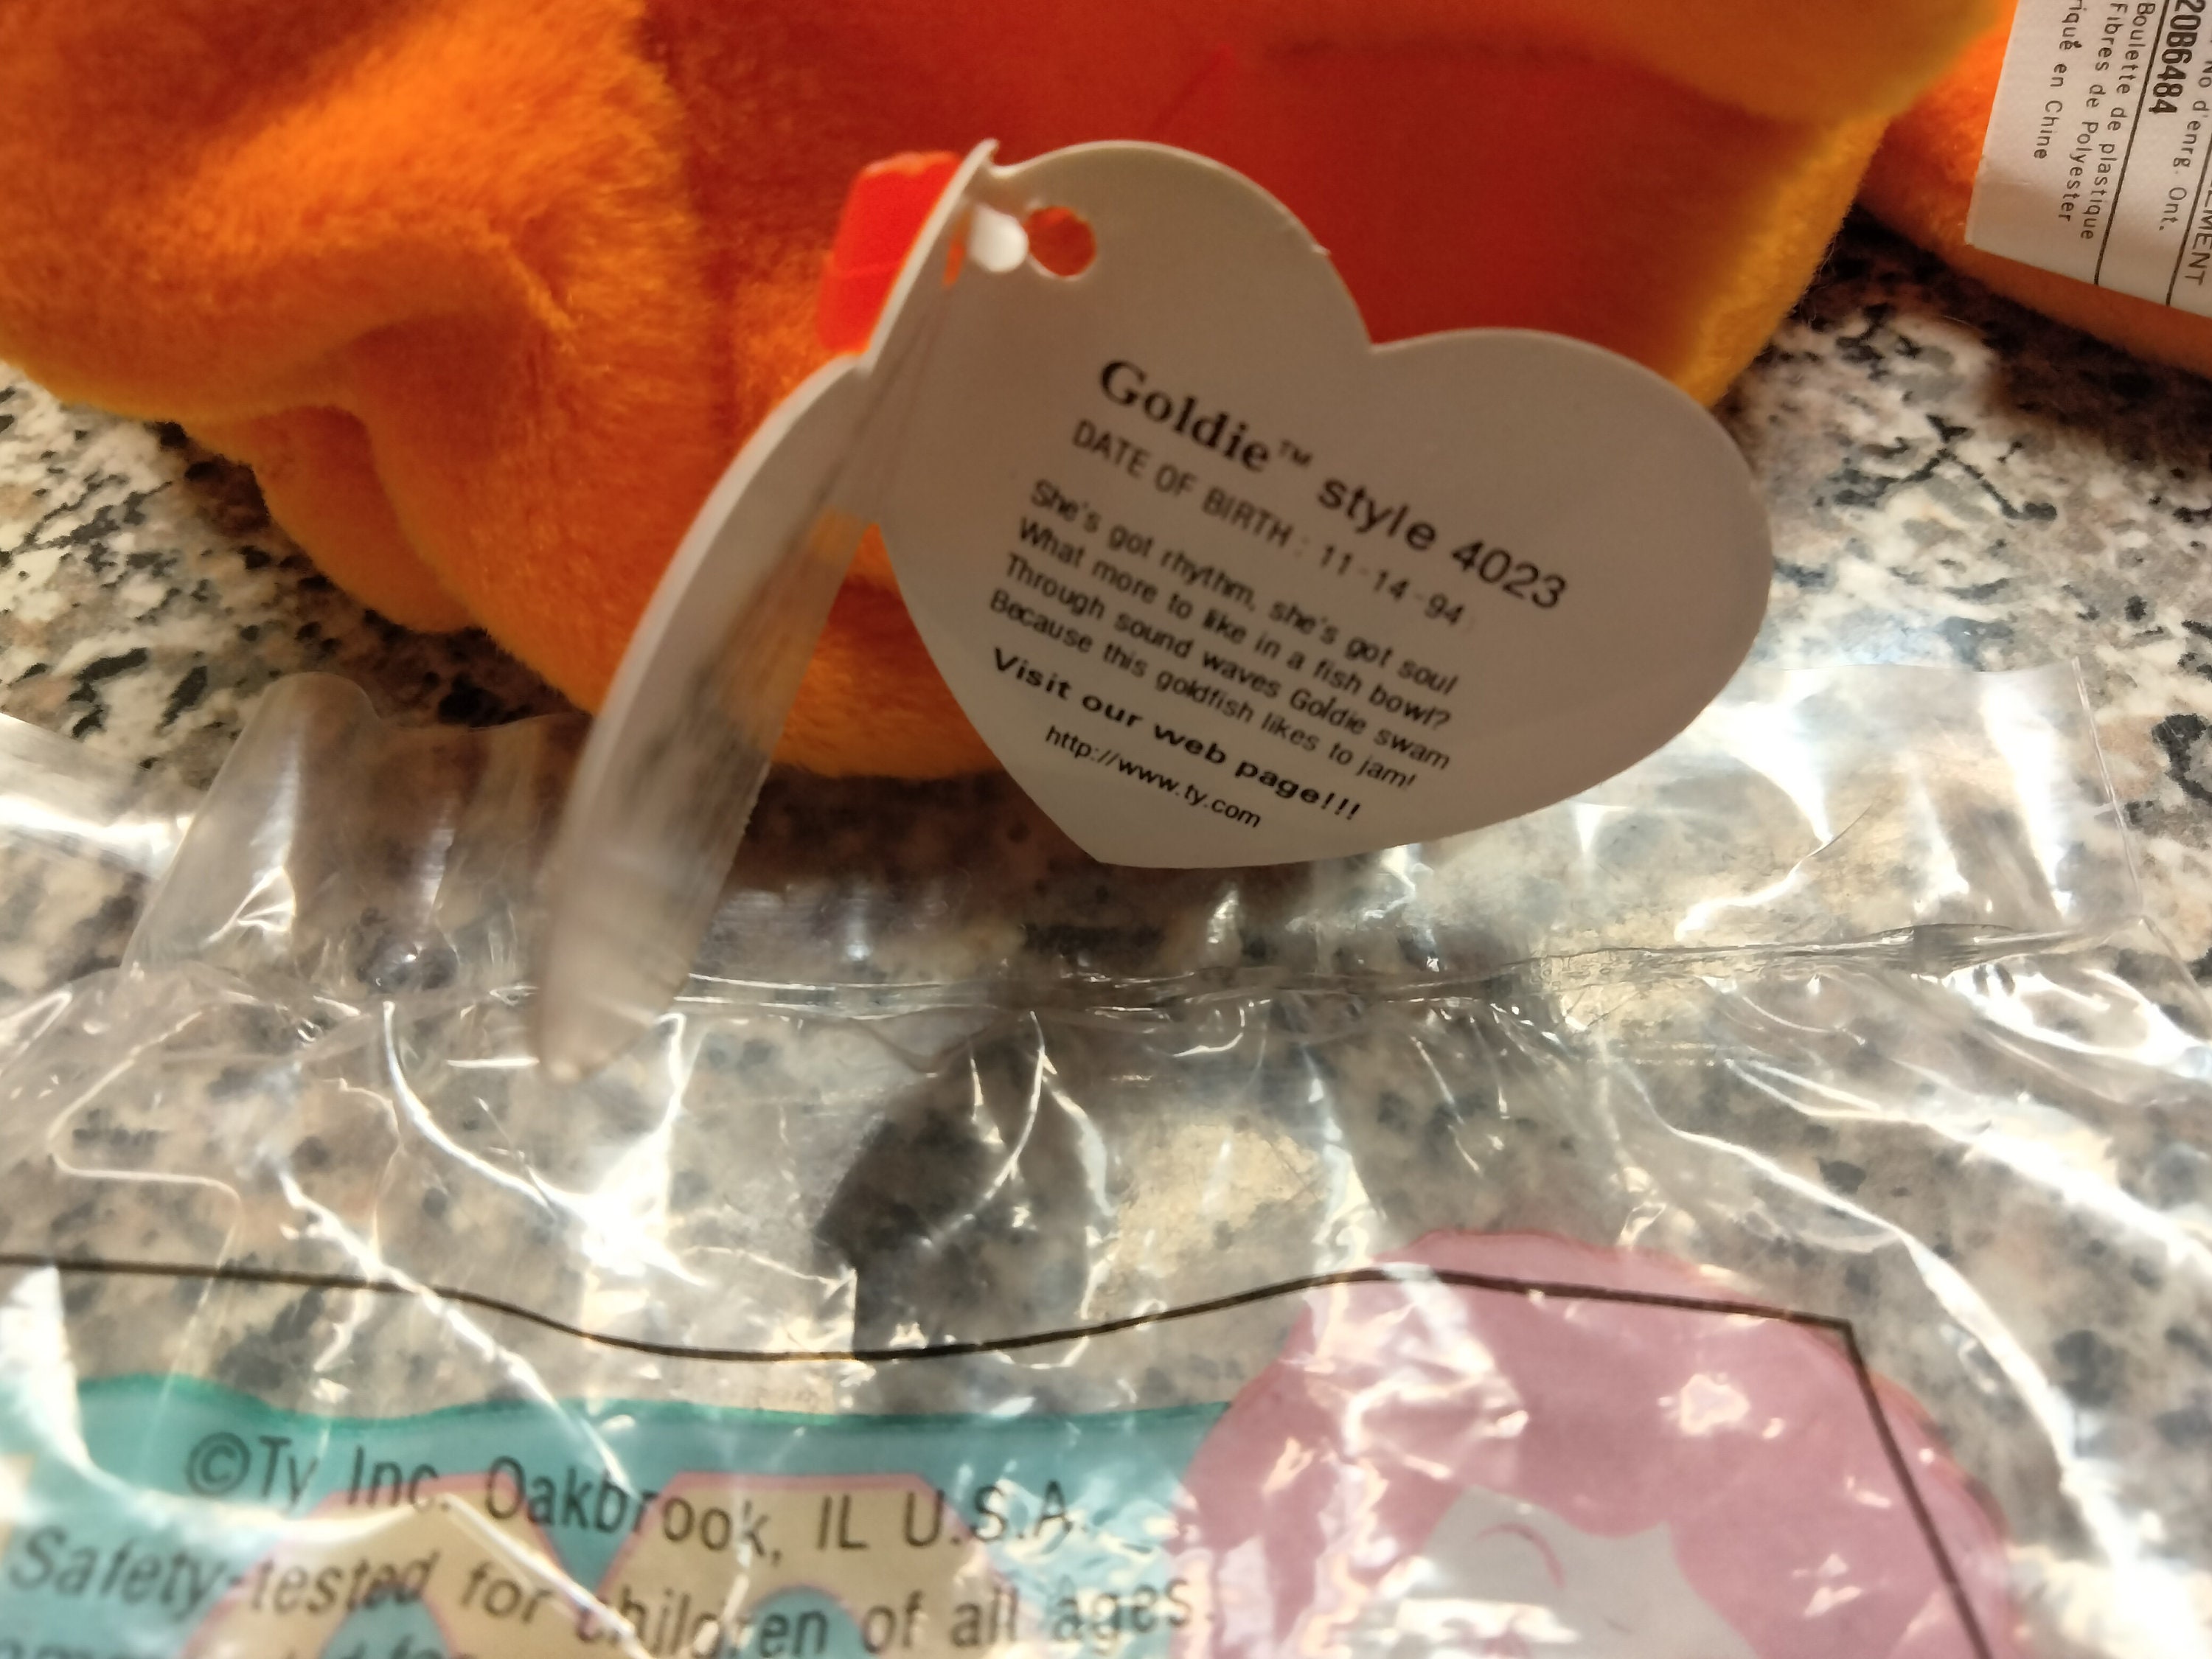 Goldie™ style 4023
DATE OF BIRTH : 11-14-94
She's got rhythm, she's got soul
What more to like in a fish bowl?
Through sound waves Goldie swam
Because this goldfish likes to jam!
Visit our web page!!!
http://www.ty.com
No d'enrg. Ont.
20B6484
Boulette de plastique
Fibres de Polyester
en Chine
©Ty Inc. Oakbrook, IL U.S.A.
Safety-tested for children of all ages.